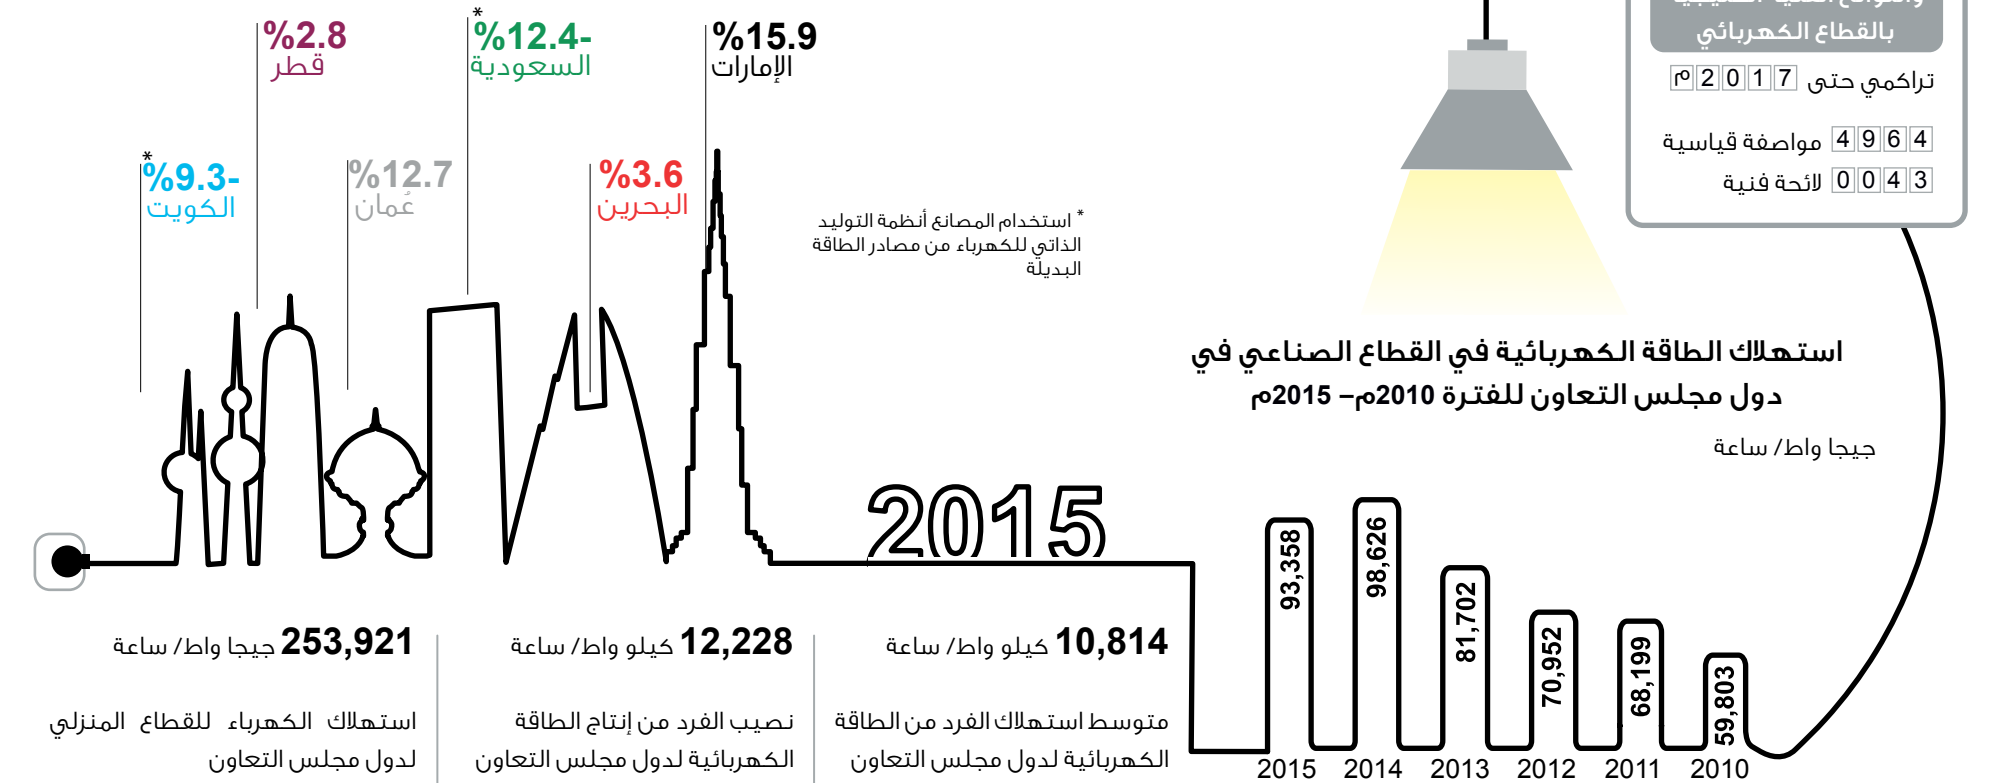 بالقطاع الكهربائي
تراكمي حتى 2017م
4964 مواصفة قياسية
0043 لائحة فنية
%15.9
الإمارات
*
%12.4-
السعودية
%2.8
قطر
%3.6
البحرين
%12.7
عُمان
*
%9.3-
الكويت
* استخدام المصانع أنظمة التوليد
الذاتي للكهرباء من مصادر الطاقة
البديلة
استهلاك الطاقة الكهربائية في القطاع الصناعي في
دول مجلس التعاون للفترة 2010م– 2015م
جيجا واط/ ساعة
59,803
68,199
70,952
81,702
98,626
93,358
2010
2011
2012
2013
2014
2015
2015
10,814 كيلو واط/ ساعة
متوسط استهلاك الفرد من الطاقة
الكهربائية لدول مجلس التعاون
12,228 كيلو واط/ ساعة
نصيب الفرد من إنتاج الطاقة
الكهربائية لدول مجلس التعاون
253,921 جيجا واط/ ساعة
استهلاك الكهرباء للقطاع المنزلي
لدول مجلس التعاون